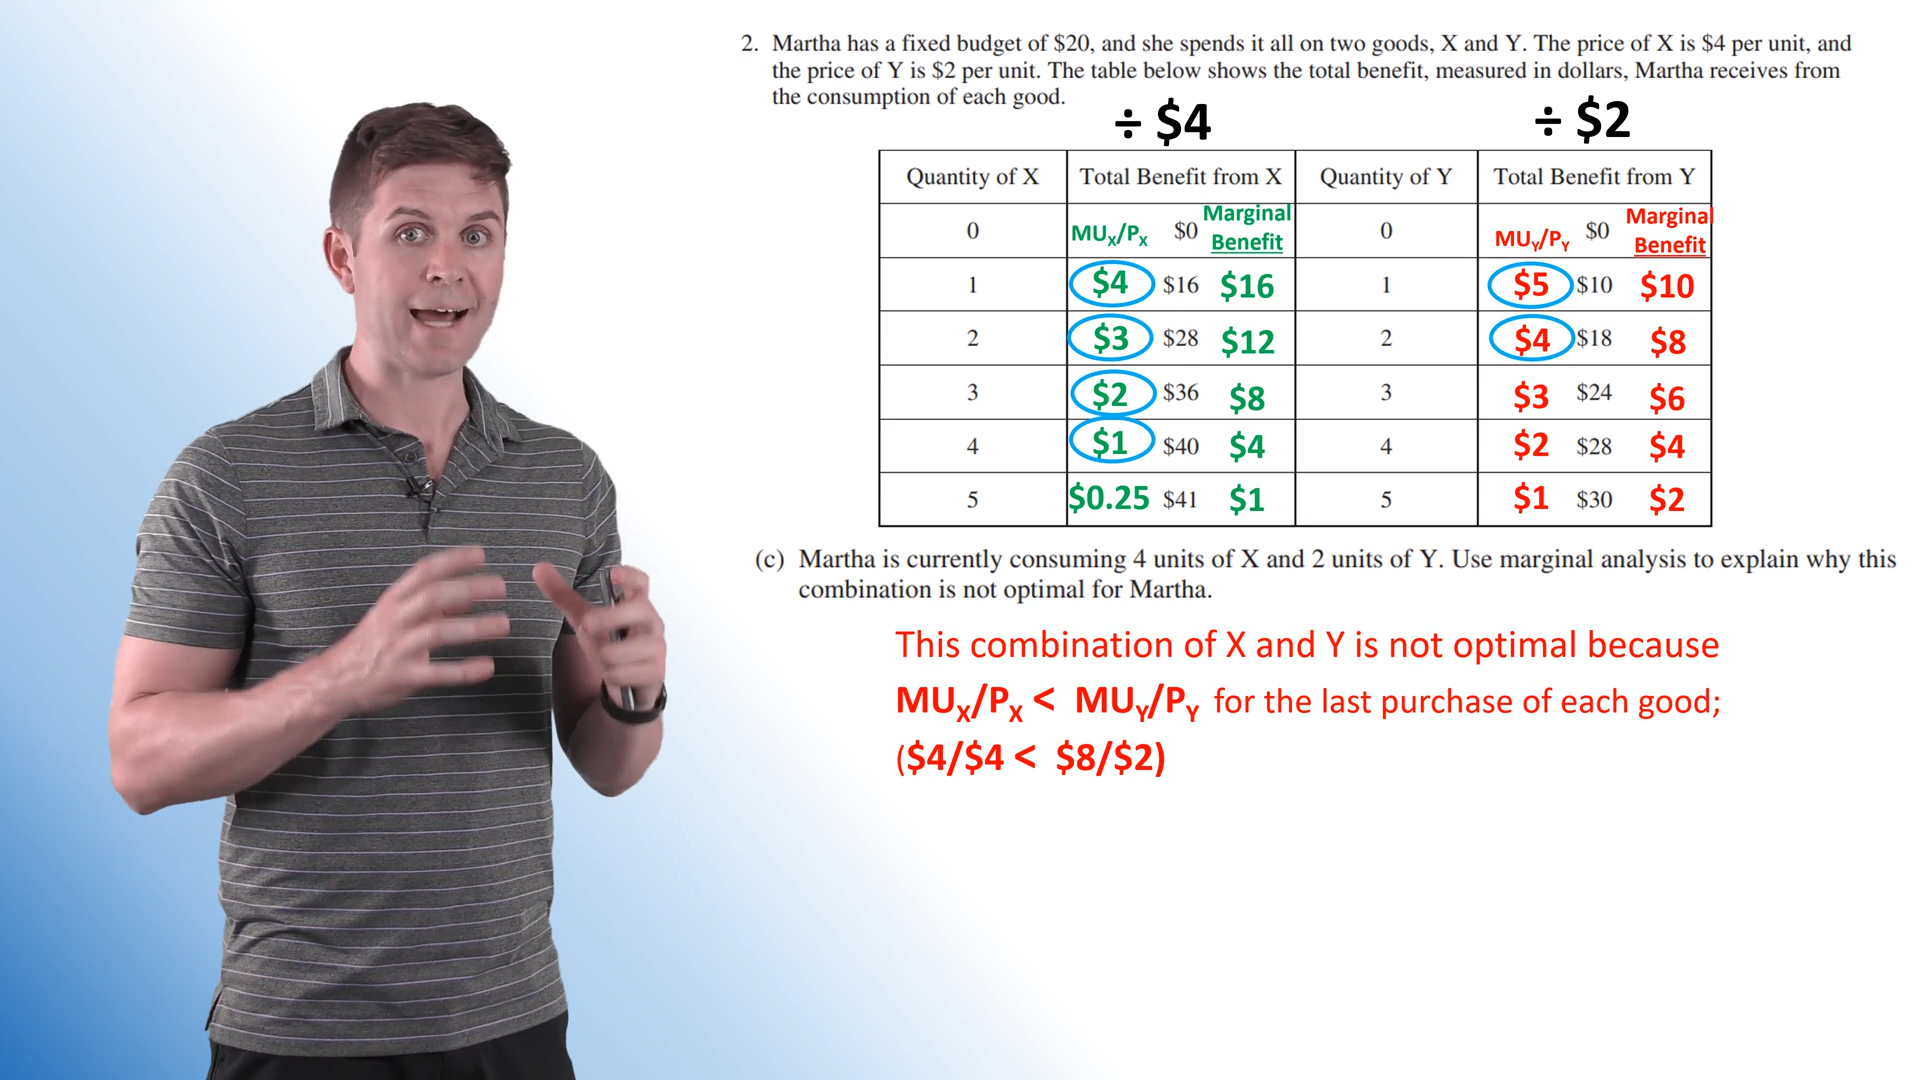 2. Martha has a fixed budget of $20, and she spends it all on two goods, X and Y. The price of X is $4 per unit, and
the price of Y is $2 per unit. The table below shows the total benefit, measured in dollars, Martha receives from
the consumption of each good.
÷ $4 ÷ $2
Quantity of X Total Benefit from X Quantity of Y Total Benefit from Y
0 MUX/PX $0 Marginal Benefit 0 MUY/PY $0 Marginal Benefit
1 $4 $16 $16 1 $5 $10 $10
2 $3 $28 $12 2 $4 $18 $8
3 $2 $36 $8 3 $3 $24 $6
4 $1 $40 $4 4 $2 $28 $4
5 $0.25 $41 $1 5 $1 $30 $2
(c) Martha is currently consuming 4 units of X and 2 units of Y. Use marginal analysis to explain why this
combination is not optimal for Martha.
This combination of X and Y is not optimal because
MUX/PX < MUY/PY for the last purchase of each good;
($4/$4 < $8/$2)